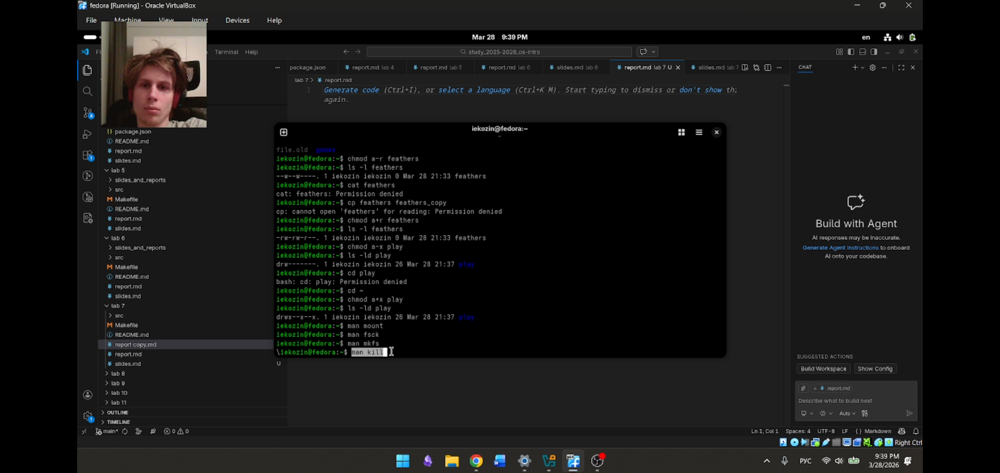 fedora [Running] - Oracle VirtualBox
File Machine View Input Devices Help
Mar 28 9:39 PM
en
Terminal Help
study_2025-2026_os-intro
package.json
report.md lab 4
report.md lab 5
report.md lab 6
slides.md lab 6
report.md lab 7 U
slides.md lab 7
CHAT
lab 7 > report.md
1 Generate code (Ctrl+I), or select a language (Ctrl+K M). Start typing to dismiss or don't show thi
again.
package.json
README.md
report.md
slides.md
lab 5
slides_and_reports
src
Makefile
README.md
report.md
slides.md
lab 6
slides_and_reports
src
Makefile
README.md
report.md
slides.md
lab 7
src
Makefile
README.md
report copy.md
report.md
slides.md
U
lab 8
lab 9
lab 10
lab 11
OUTLINE
TIMELINE
iekozin@fedora:~
~
file.old games
iekozin@fedora:~$ chmod a-r feathers
iekozin@fedora:~$ ls -l feathers
--w--w----. 1 iekozin iekozin 0 Mar 28 21:33 feathers
iekozin@fedora:~$ cat feathers
cat: feathers: Permission denied
iekozin@fedora:~$ cp feathers feathers_copy
cp: cannot open 'feathers' for reading: Permission denied
iekozin@fedora:~$ chmod a+r feathers
iekozin@fedora:~$ ls -l feathers
-rw-rw-r--. 1 iekozin iekozin 0 Mar 28 21:33 feathers
iekozin@fedora:~$ chmod a-x play
iekozin@fedora:~$ ls -ld play
drw-------. 1 iekozin iekozin 26 Mar 28 21:37 play
iekozin@fedora:~$ cd play
bash: cd: play: Permission denied
iekozin@fedora:~$ cd ~
iekozin@fedora:~$ chmod a+x play
iekozin@fedora:~$ ls -ld play
drwx--x--x. 1 iekozin iekozin 26 Mar 28 21:37 play
iekozin@fedora:~$ man mount
iekozin@fedora:~$ man fsck
iekozin@fedora:~$ man mkfs
\iekozin@fedora:~$ man kill
Build with Agent
AI responses may be inaccurate.
Generate Agent Instructions to onboard
AI onto your codebase.
SUGGESTED ACTIONS
Build Workspace Show Config
+ report.md
Describe what to build next
Auto
main* 0 0
Ln 1, Col 1 Spaces: 4 UTF-8 LF { } Markdown
Right Ctrl
РУС
9:39 PM
3/28/2026